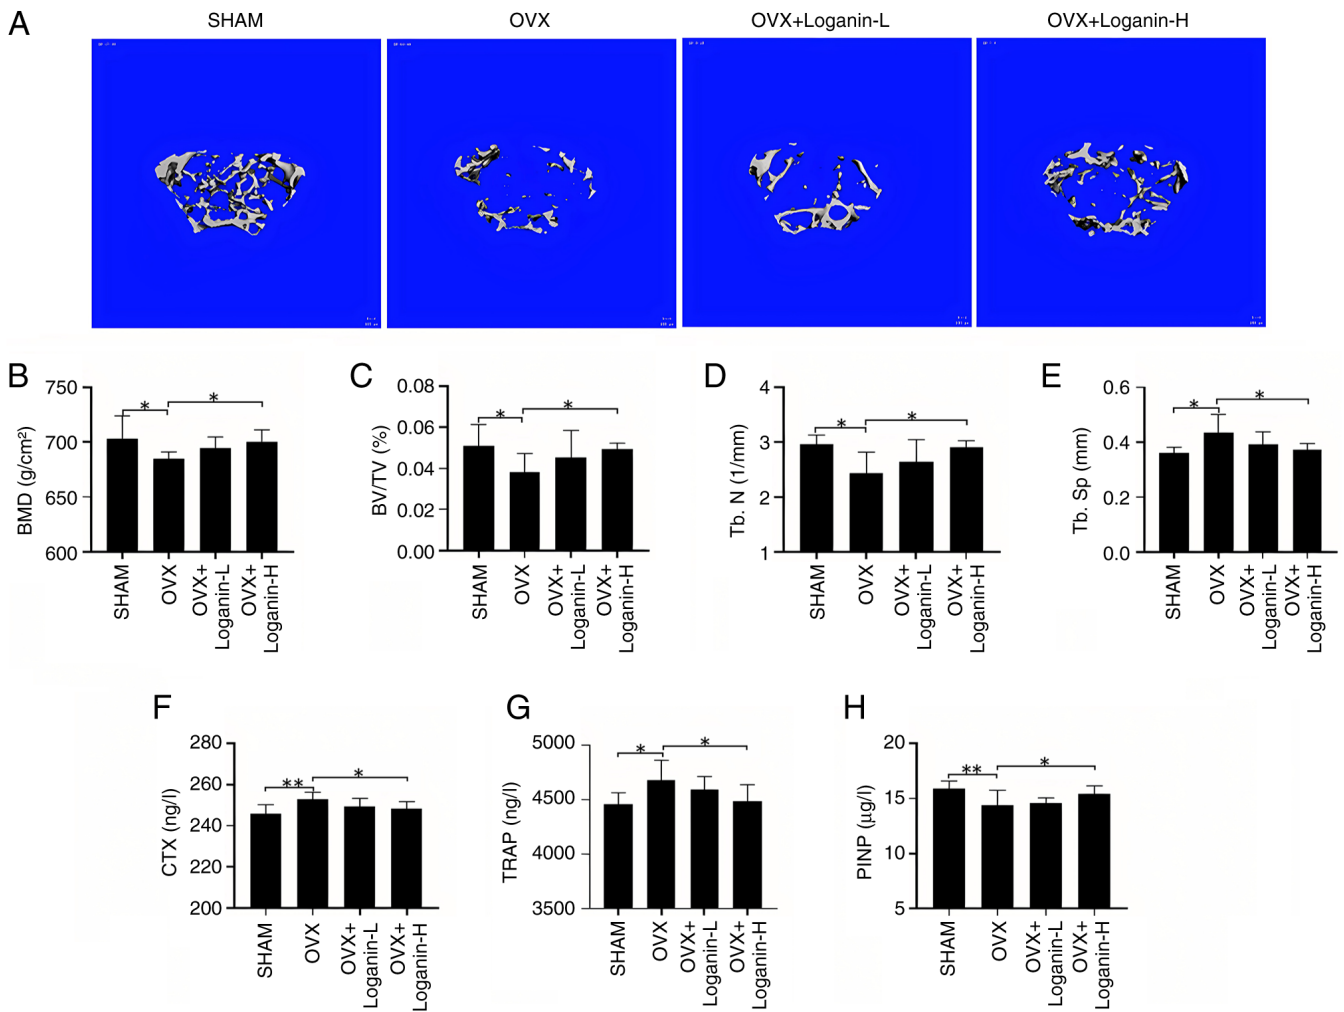 A
SHAM
OVX
OVX+Loganin-L
OVX+Loganin-H
B
BMD (g/cm²)
750
700
650
600
*
*
SHAM
OVX
OVX+
Loganin-L
OVX+
Loganin-H
C
BV/TV (%)
0.08
0.06
0.04
0.02
0.00
*
*
SHAM
OVX
OVX+
Loganin-L
OVX+
Loganin-H
D
Tb. N (1/mm)
4
3
2
1
*
*
SHAM
OVX
OVX+
Loganin-L
OVX+
Loganin-H
E
Tb. Sp (mm)
0.6
0.4
0.2
0.0
*
*
SHAM
OVX
OVX+
Loganin-L
OVX+
Loganin-H
F
CTX (ng/l)
280
260
240
220
200
**
*
SHAM
OVX
OVX+
Loganin-L
OVX+
Loganin-H
G
TRAP (ng/l)
5000
4500
4000
3500
*
*
SHAM
OVX
OVX+
Loganin-L
OVX+
Loganin-H
H
PINP (µg/l)
20
15
10
5
**
*
SHAM
OVX
OVX+
Loganin-L
OVX+
Loganin-H